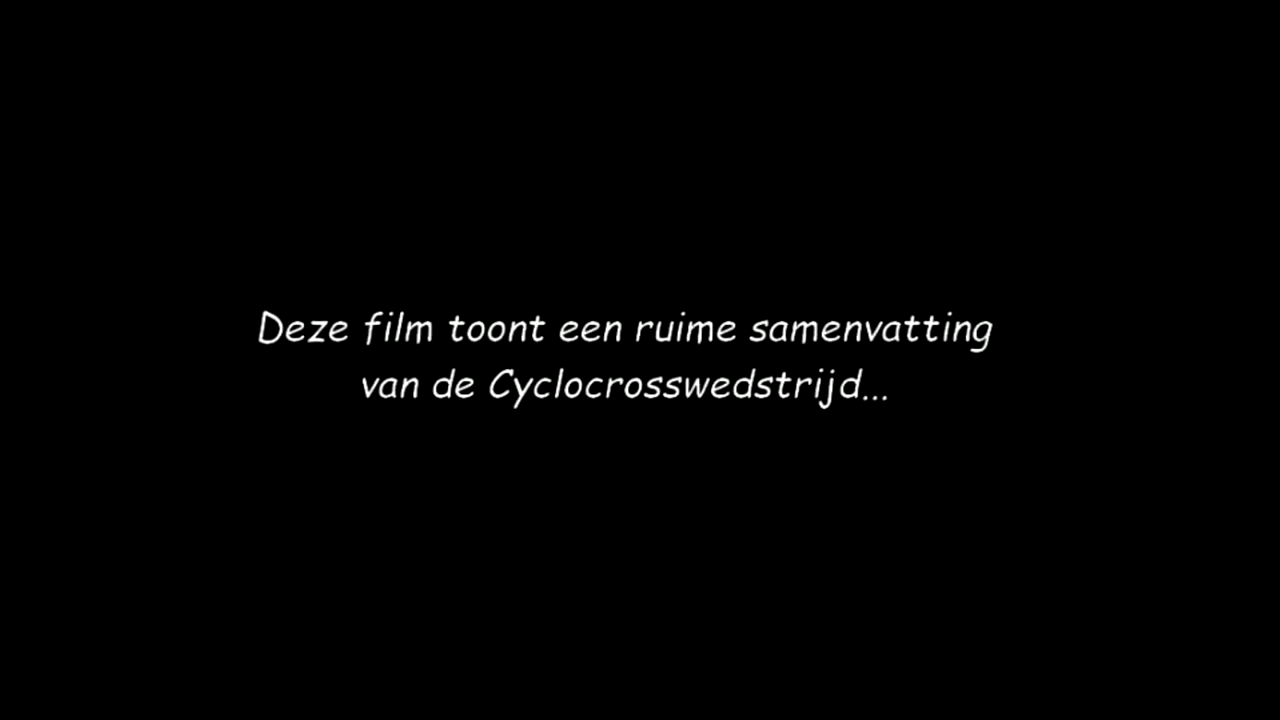 Deze film toont een ruime samenvatting
van de Cyclocrosswedstrijd...